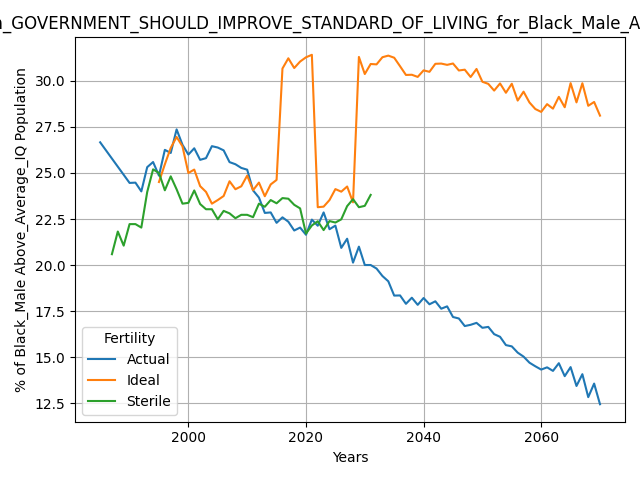 GOVERNMENT_SHOULD_IMPROVE_STANDARD_OF_LIVING_for_Black_Male_A
% of Black_Male Above_Average_IQ Population
30.0
27.5
25.0
22.5
20.0
17.5
15.0
12.5
Fertility
Actual
Ideal
Sterile
2000 2020 2040 2060
Years